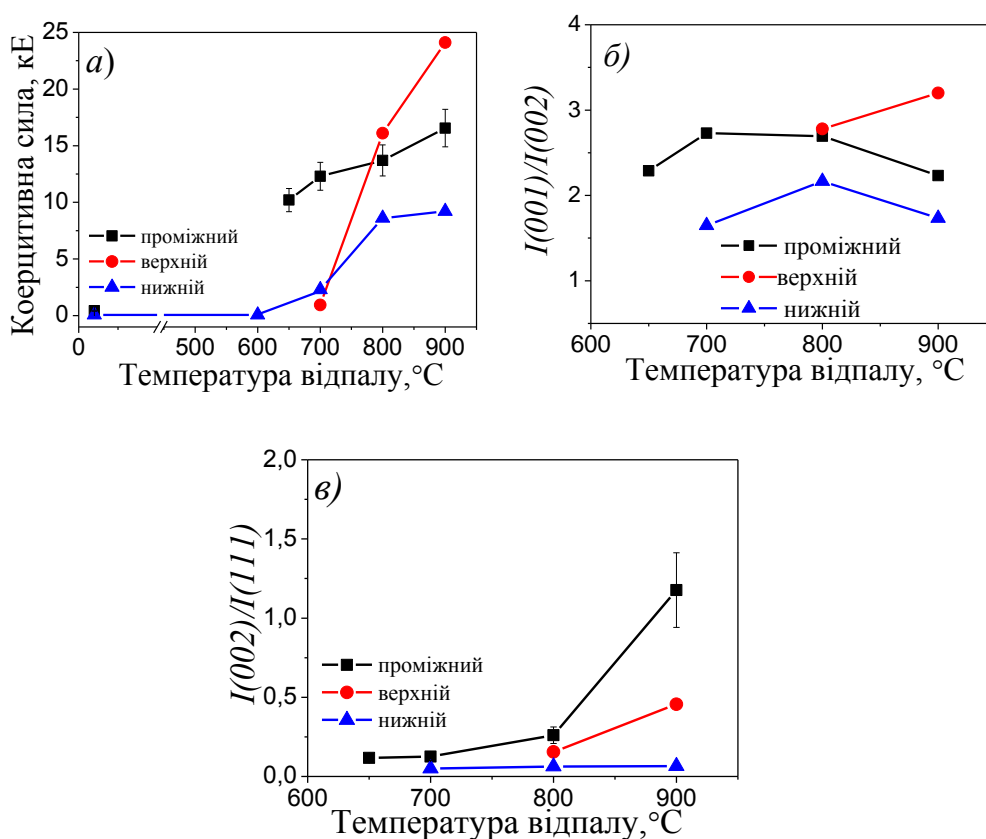 а)
Коерцитивна сила, кЕ
25
20
15
10
5
0
проміжний
верхній
нижній
0 500 600 700 800 900
Температура відпалу,°С
б)
I(001)/I(002)
4
3
2
1
проміжний
верхній
нижній
600 700 800 900
Температура відпалу, °С
в)
I(002)/I(111)
2,0
1,5
1,0
0,5
0,0
проміжний
верхній
нижній
600 700 800 900
Температура відпалу,°С